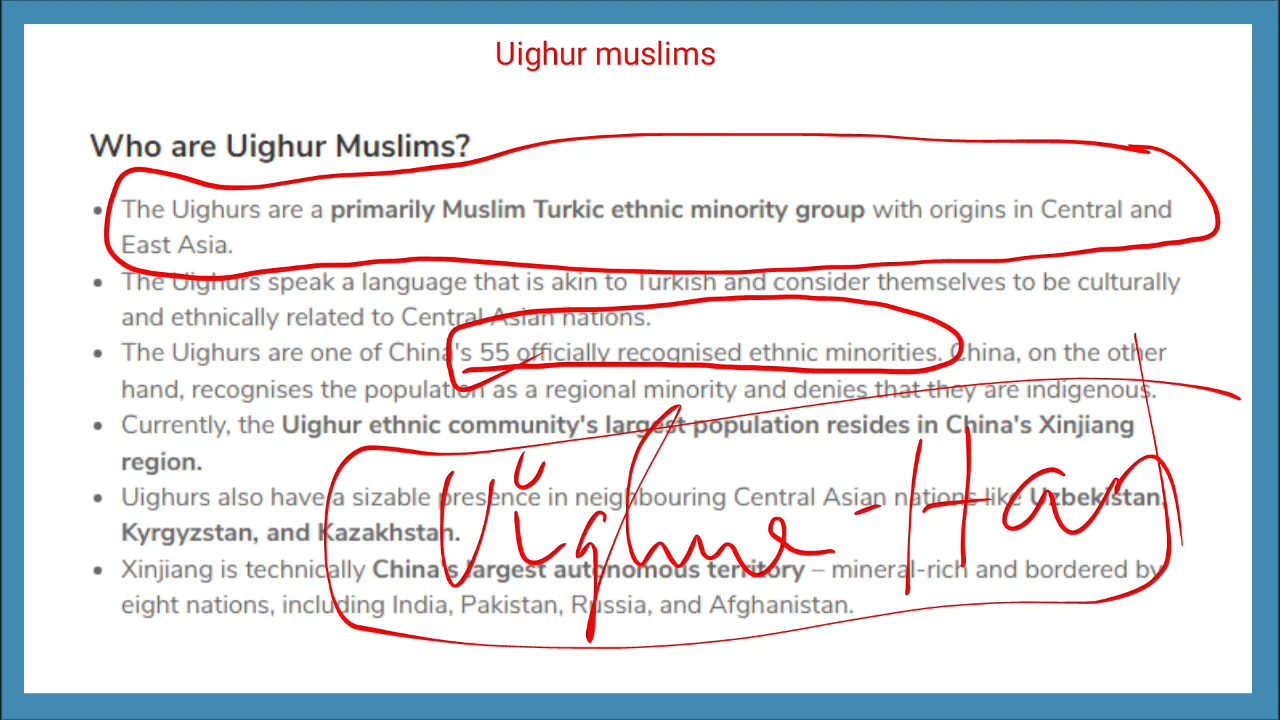 Uighur muslims
Who are Uighur Muslims?
• The Uighurs are a primarily Muslim Turkic ethnic minority group with origins in Central and
East Asia.
• The Uighurs speak a language that is akin to Turkish and consider themselves to be culturally
and ethnically related to Central Asian nations.
• The Uighurs are one of China's 55 officially recognised ethnic minorities. China, on the other
hand, recognises the population as a regional minority and denies that they are indigenous.
• Currently, the Uighur ethnic community's largest population resides in China's Xinjiang
region.
• Uighurs also have a sizable presence in neighbouring Central Asian nations like Uzbekistan,
Kyrgyzstan, and Kazakhstan.
- Han
• Xinjiang is technically China's largest autonomous territory – mineral-rich and bordered by
eight nations, including India, Pakistan, Russia, and Afghanistan.